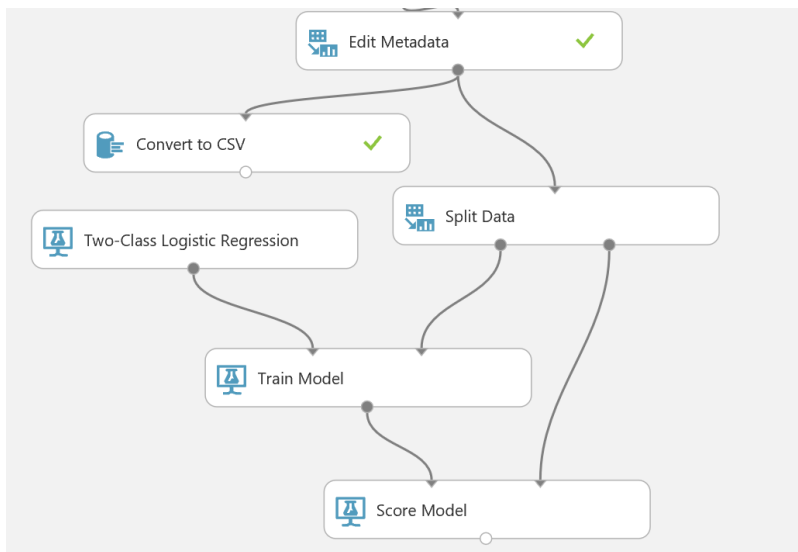 Edit Metadata
Convert to CSV
Split Data
Two-Class Logistic Regression
Train Model
Score Model